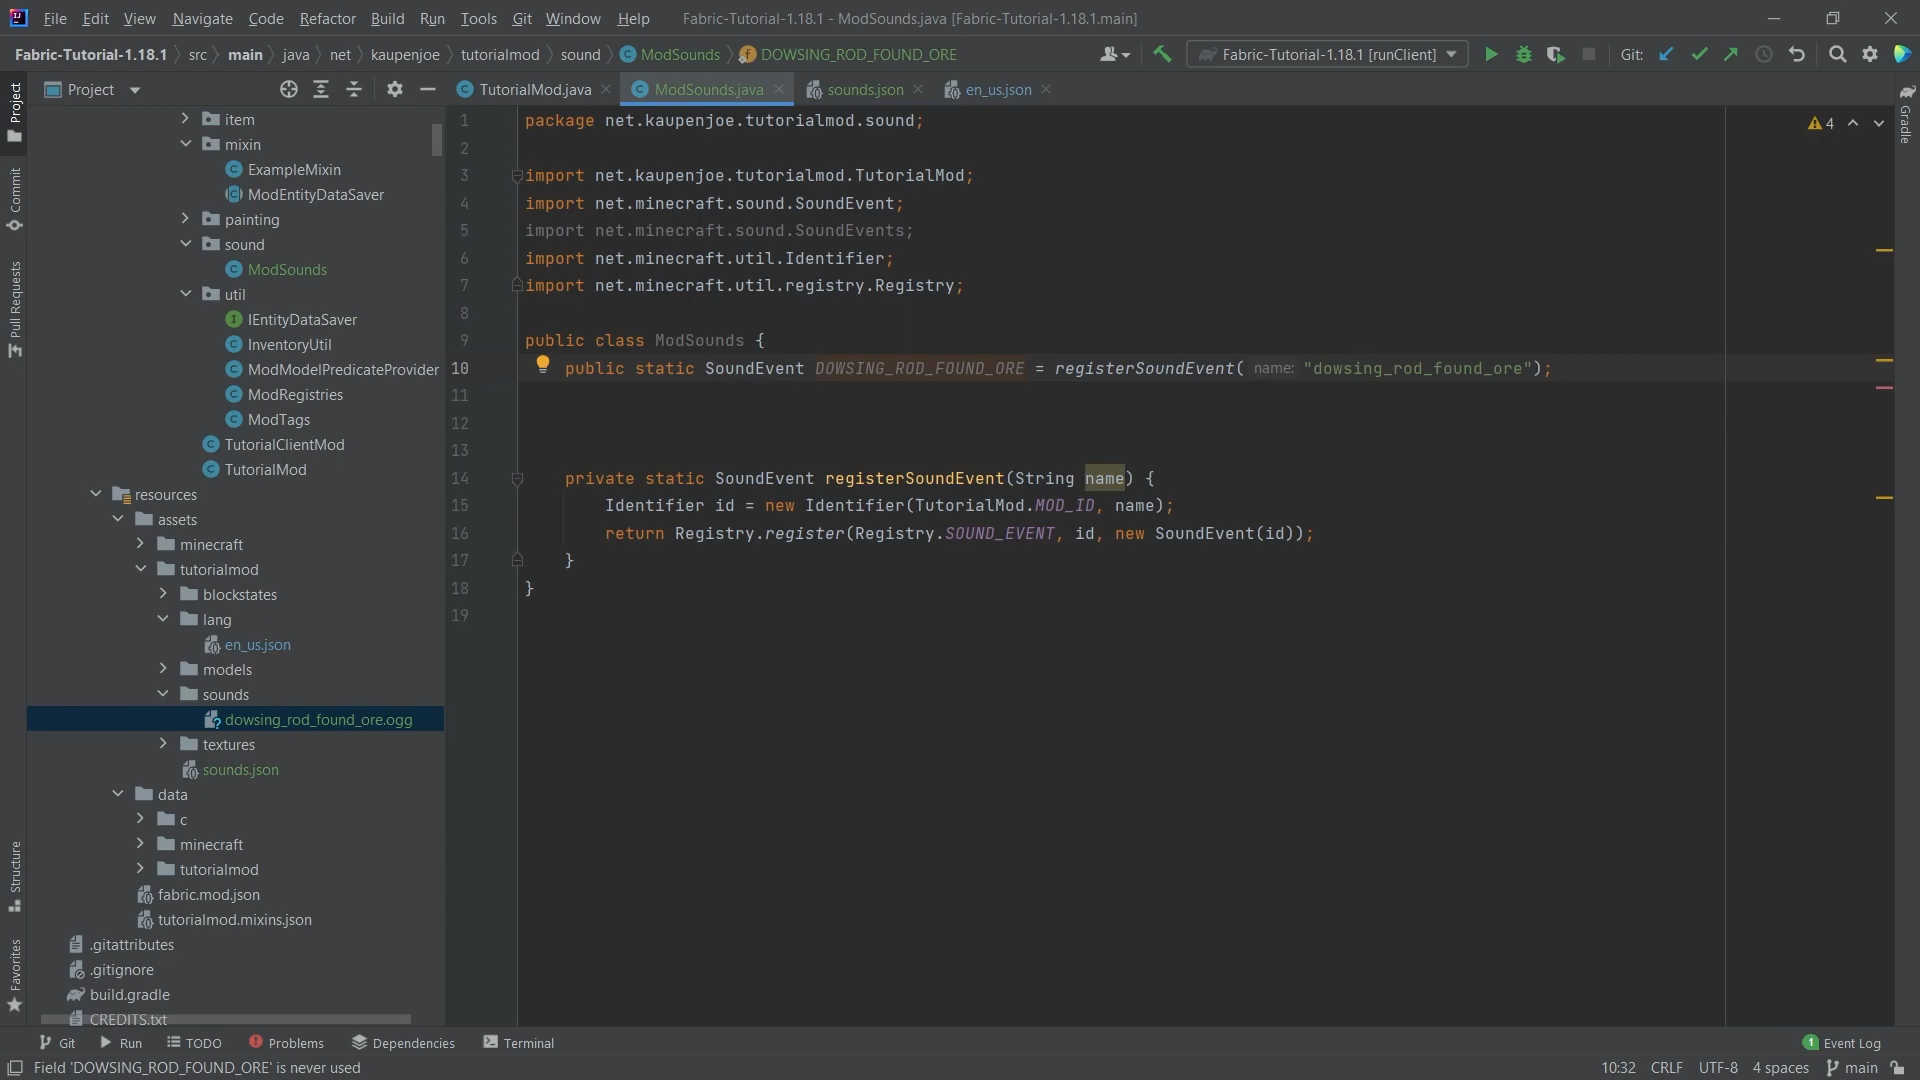 File Edit View Navigate Code Refactor Build Run Tools Git Window Help Fabric-Tutorial-1.18.1 - ModSounds.java [Fabric-Tutorial-1.18.1.main]
Fabric-Tutorial-1.18.1 src main java net kaupenjoe tutorialmod sound ModSounds DOWSING_ROD_FOUND_ORE Fabric-Tutorial-1.18.1 [runClient] Git:
Project TutorialMod.java ModSounds.java sounds.json en_us.json
Project
Commit
Pull Requests
Structure
Favorites
Gradle
item
mixin
ExampleMixin
ModEntityDataSaver
painting
sound
ModSounds
util
IEntityDataSaver
InventoryUtil
ModModelPredicateProvider
ModRegistries
ModTags
TutorialClientMod
TutorialMod
resources
assets
minecraft
tutorialmod
blockstates
lang
en_us.json
models
sounds
dowsing_rod_found_ore.ogg
textures
sounds.json
data
c
minecraft
tutorialmod
fabric.mod.json
tutorialmod.mixins.json
.gitattributes
.gitignore
build.gradle
CREDITS.txt
4
1 package net.kaupenjoe.tutorialmod.sound;
2
3 import net.kaupenjoe.tutorialmod.TutorialMod;
4 import net.minecraft.sound.SoundEvent;
5 import net.minecraft.sound.SoundEvents;
6 import net.minecraft.util.Identifier;
7 import net.minecraft.util.registry.Registry;
8
9 public class ModSounds {
10 public static SoundEvent DOWSING_ROD_FOUND_ORE = registerSoundEvent( name: "dowsing_rod_found_ore");
11
12
13
14 private static SoundEvent registerSoundEvent(String name) {
15 Identifier id = new Identifier(TutorialMod.MOD_ID, name);
16 return Registry.register(Registry.SOUND_EVENT, id, new SoundEvent(id));
17 }
18 }
19
Git Run TODO Problems Dependencies Terminal 1 Event Log
Field 'DOWSING_ROD_FOUND_ORE' is never used 10:32 CRLF UTF-8 4 spaces main